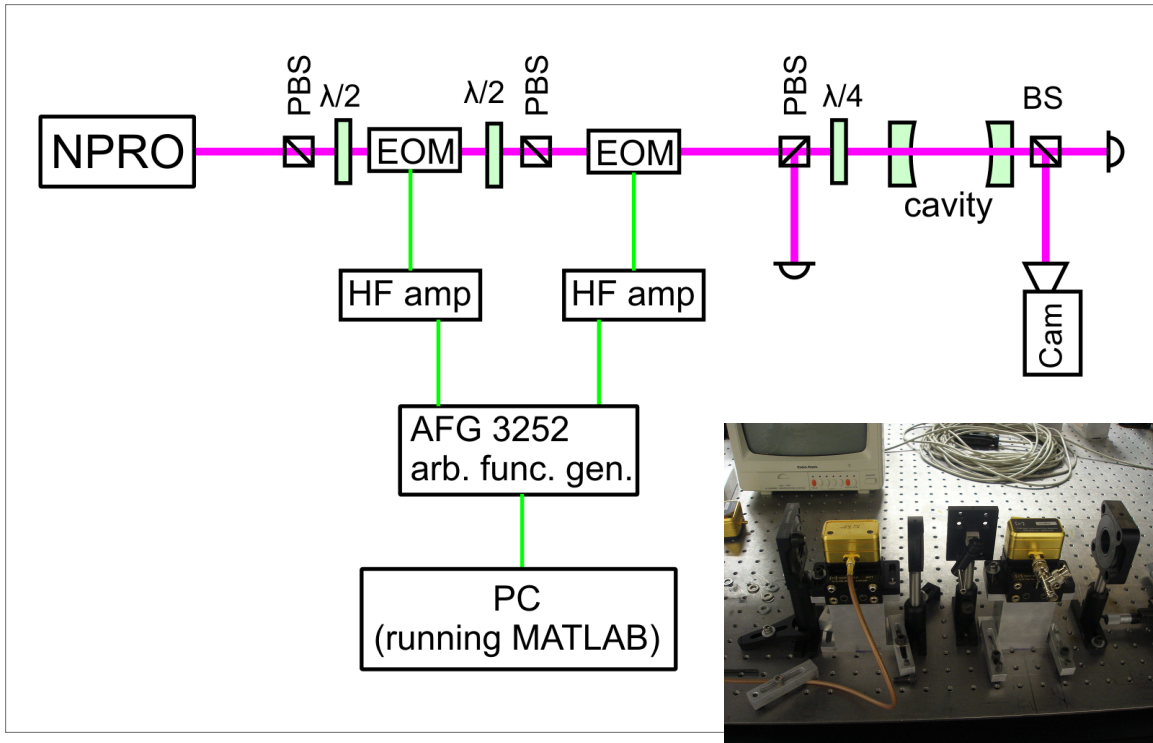 PBS
λ/2
λ/2
PBS
PBS
λ/4
BS
NPRO
EOM
EOM
cavity
HF amp
HF amp
Cam
AFG 3252
arb. func. gen.
PC
(running MATLAB)